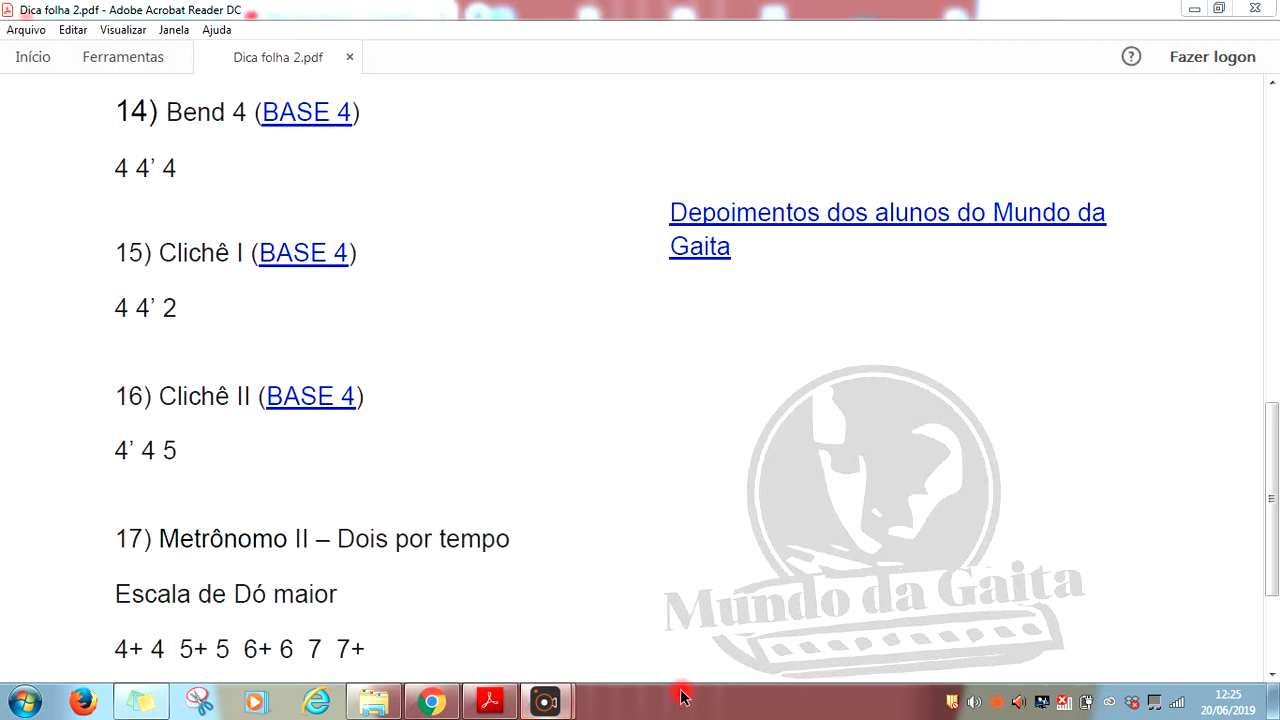 Dica folha 2.pdf - Adobe Acrobat Reader DC
Arquivo Editar Visualizar Janela Ajuda
Início Ferramentas Dica folha 2.pdf × ? Fazer logon
14) Bend 4 (BASE 4)
4 4’ 4
Depoimentos dos alunos do Mundo da
Gaita
15) Clichê I (BASE 4)
4 4’ 2
16) Clichê II (BASE 4)
4’ 4 5
17) Metrônomo II – Dois por tempo
Escala de Dó maior
4+ 4 5+ 5 6+ 6 7 7+
Mundo da Gaita
12:25
20/06/2019